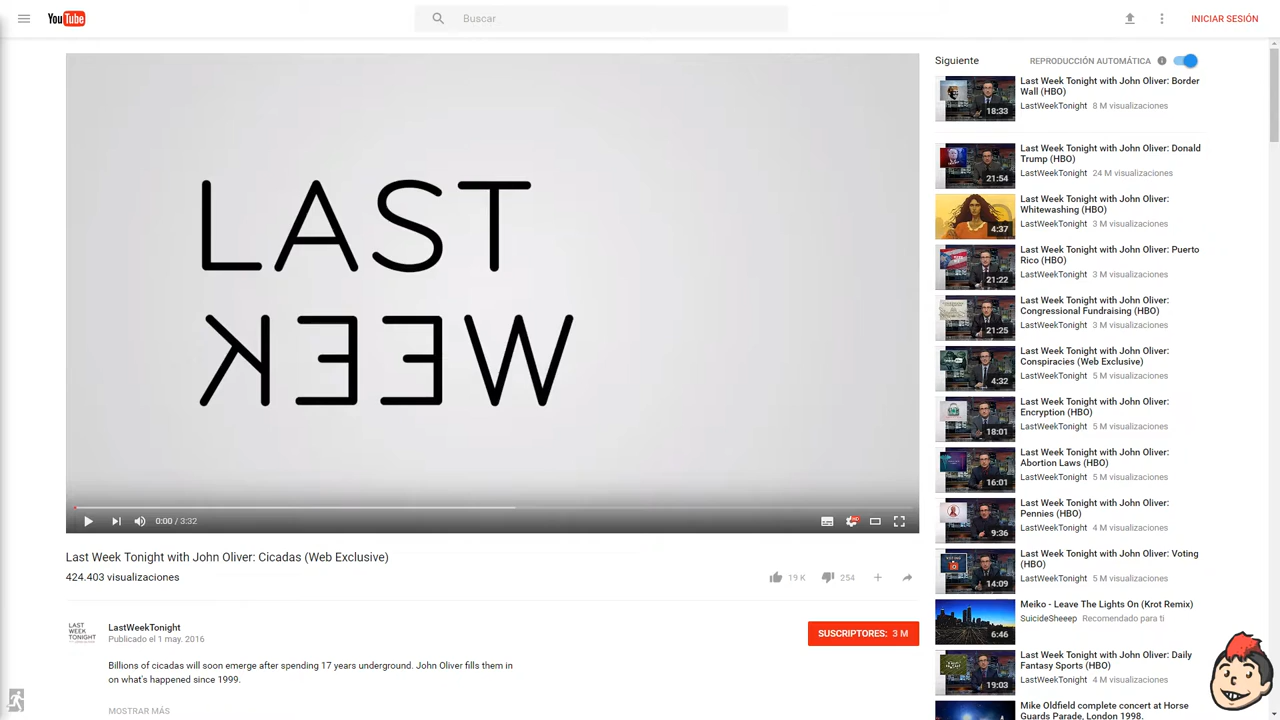 YouTube
Buscar
INICIAR SESIÓN
LAST
WEEK
0:00 / 3:32
HD
Last Week Tonight with John Oliver: Cicadas (Web Exclusive)
424.403 visualizaciones
19 K
254
LAST
WEEK
TONIGHT
LastWeekTonight
Publicado el 1 may. 2016
SUSCRIPTORES: 3 M
Billions of cicadas will soon emerge from their 17 year underground. John Oliver fills them in
on what's been happening since 1999.
MOSTRAR MÁS
Siguiente
REPRODUCCIÓN AUTOMÁTICA
18:33
Last Week Tonight with John Oliver: Border
Wall (HBO)
LastWeekTonight 8 M visualizaciones
21:54
Last Week Tonight with John Oliver: Donald
Trump (HBO)
LastWeekTonight 24 M visualizaciones
4:37
Last Week Tonight with John Oliver:
Whitewashing (HBO)
LastWeekTonight 3 M visualizaciones
21:22
Last Week Tonight with John Oliver: Puerto
Rico (HBO)
LastWeekTonight 3 M visualizaciones
21:25
Last Week Tonight with John Oliver:
Congressional Fundraising (HBO)
LastWeekTonight 3 M visualizaciones
4:32
Last Week Tonight with John Oliver:
Conspiracies (Web Exclusive)
LastWeekTonight 5 M visualizaciones
18:01
Last Week Tonight with John Oliver:
Encryption (HBO)
LastWeekTonight 5 M visualizaciones
16:01
Last Week Tonight with John Oliver:
Abortion Laws (HBO)
LastWeekTonight 5 M visualizaciones
9:36
Last Week Tonight with John Oliver:
Pennies (HBO)
LastWeekTonight 4 M visualizaciones
14:09
Last Week Tonight with John Oliver: Voting
(HBO)
LastWeekTonight 5 M visualizaciones
6:46
Meiko - Leave The Lights On (Krot Remix)
SuicideSheeep Recomendado para ti
19:03
Last Week Tonight with John Oliver: Daily
Fantasy Sports (HBO)
LastWeekTonight 4 M visualizaciones
Mike Oldfield complete concert at Horse
Guards Parade, London 1998.